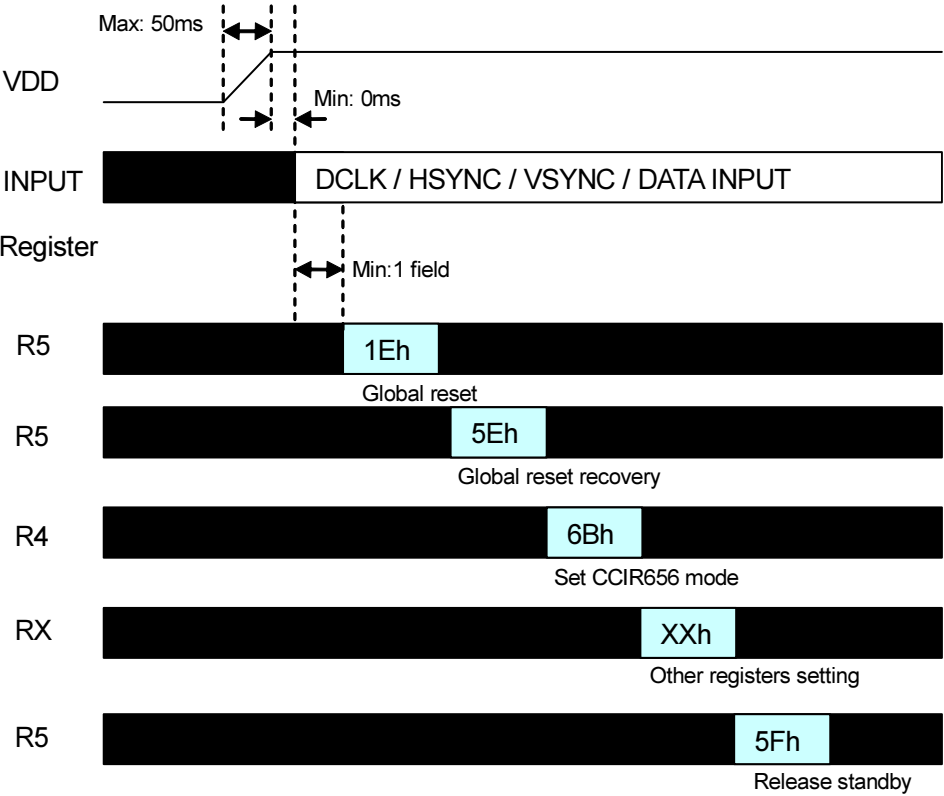 Max: 50ms
VDD
Min: 0ms
INPUT
DCLK / HSYNC / VSYNC / DATA INPUT
Register
Min:1 field
R5
1Eh
Global reset
R5
5Eh
Global reset recovery
R4
6Bh
Set CCIR656 mode
RX
XXh
Other registers setting
R5
5Fh
Release standby